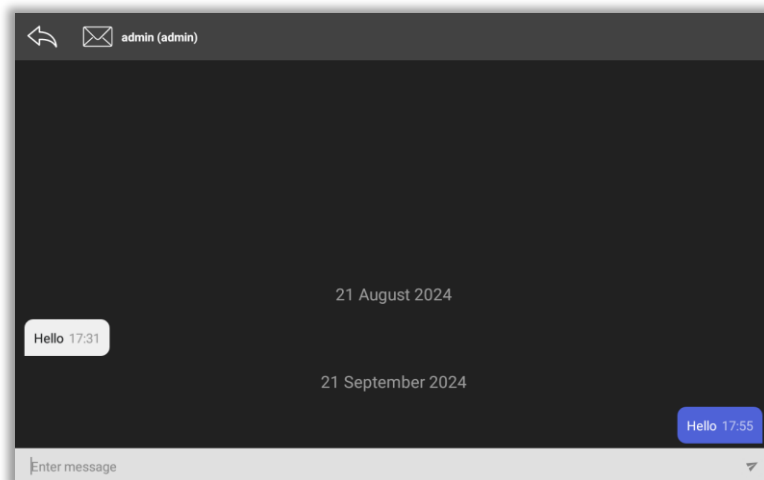 admin (admin)
21 August 2024
Hello 17:31
21 September 2024
Hello 17:55
Enter message